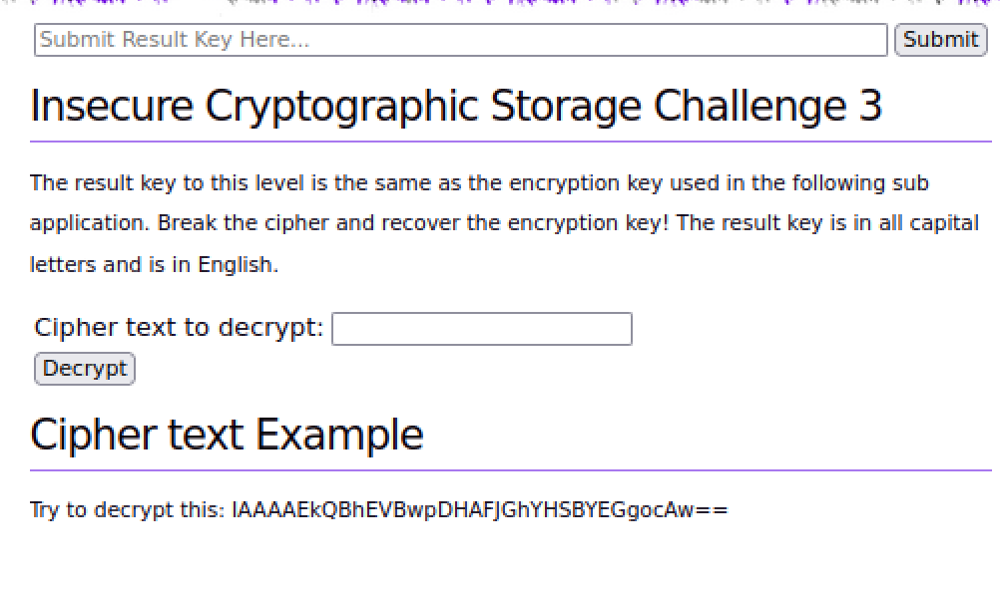 Submit Result Key Here...
Submit
Insecure Cryptographic Storage Challenge 3
The result key to this level is the same as the encryption key used in the following sub
application. Break the cipher and recover the encryption key! The result key is in all capital
letters and is in English.
Cipher text to decrypt:
Decrypt
Cipher text Example
Try to decrypt this: IAAAAEkQBhEVBwpDHAFJGhYHSBYEGgocAw==